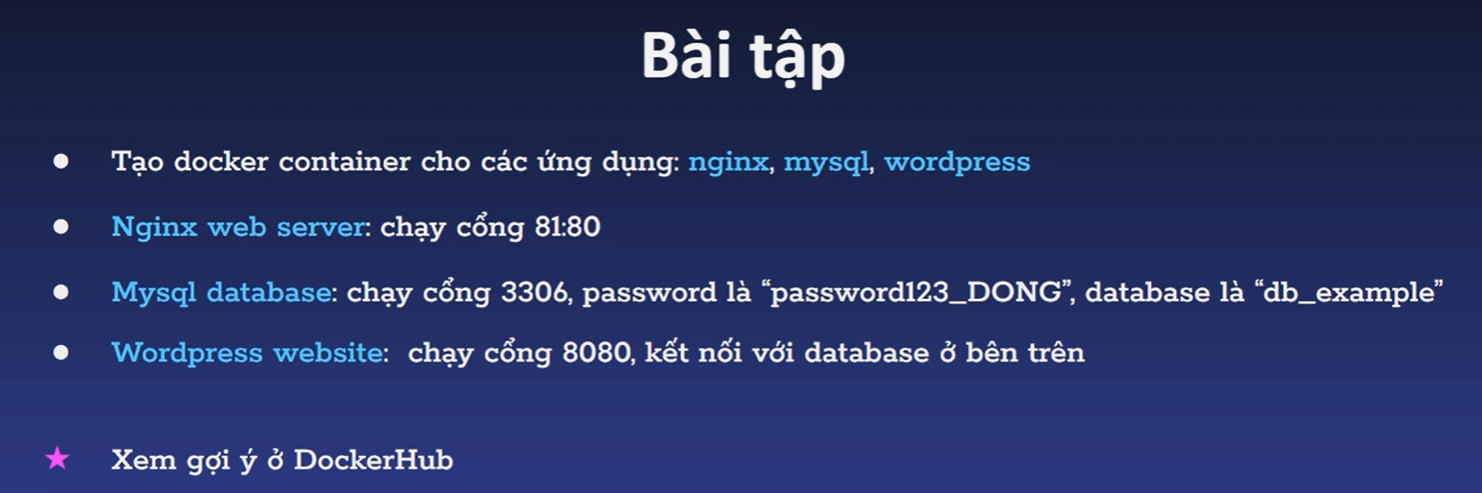 Bài tập
● Tạo docker container cho các ứng dụng: nginx, mysql, wordpress
● Nginx web server: chạy cổng 81:80
● Mysql database: chạy cổng 3306, password là “password123_DONG”, database là “db_example”
● Wordpress website: chạy cổng 8080, kết nối với database ở bên trên
★ Xem gợi ý ở DockerHub